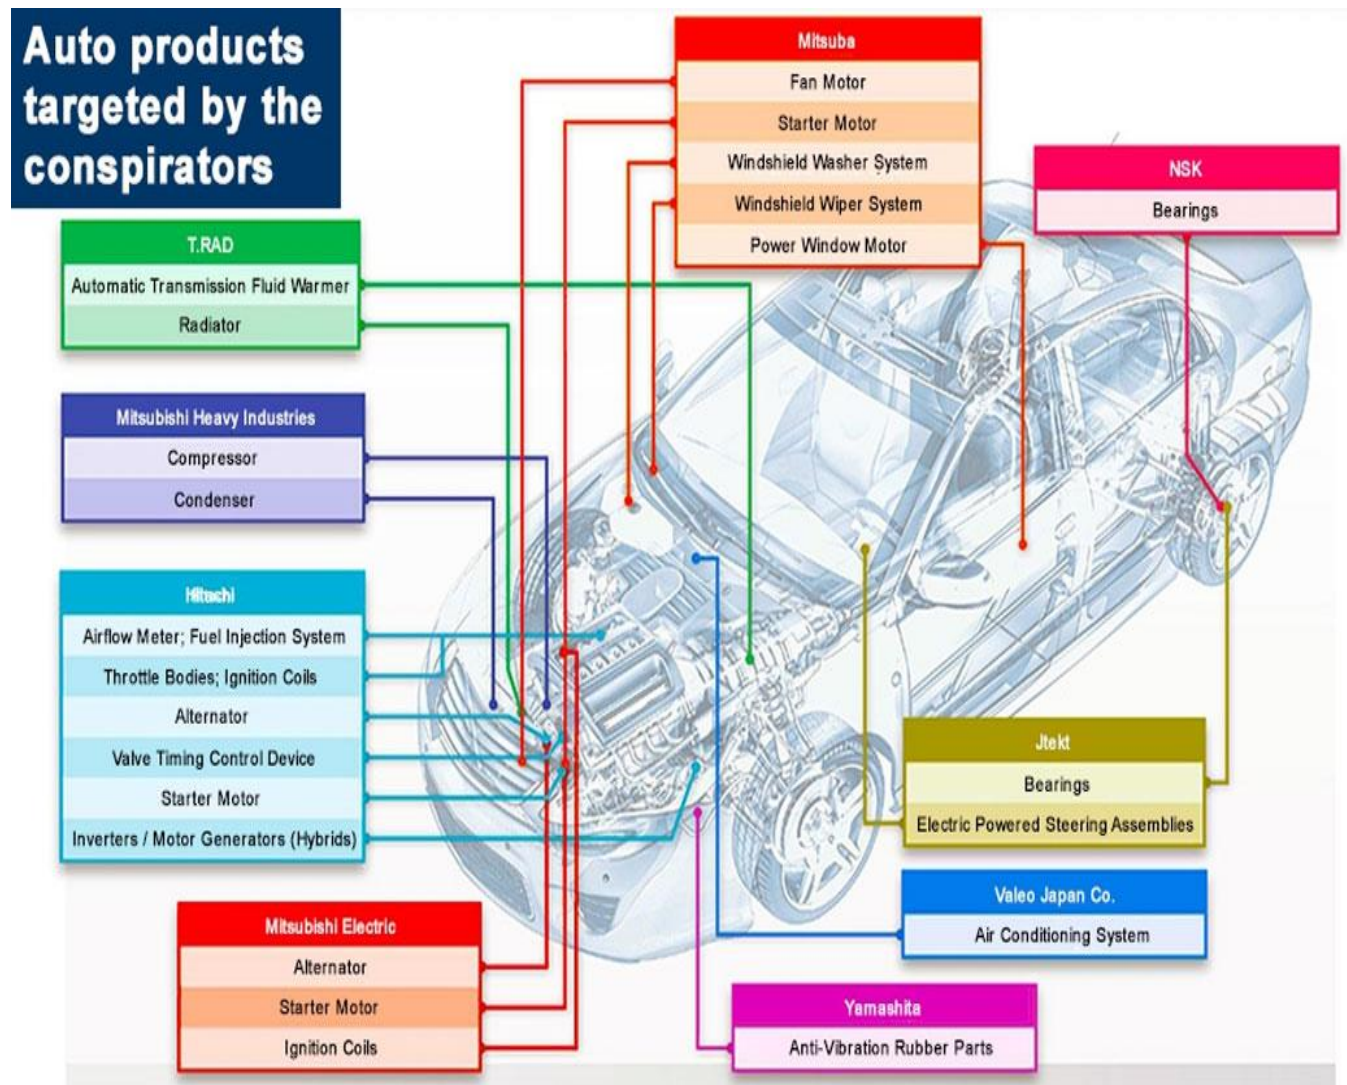 Auto products
targeted by the
conspirators
Mitsuba
Fan Motor
Starter Motor
Windshield Washer System
Windshield Wiper System
Power Window Motor
NSK
Bearings
T.RAD
Automatic Transmission Fluid Warmer
Radiator
Mitsubishi Heavy Industries
Compressor
Condenser
Hitachi
Airflow Meter; Fuel Injection System
Throttle Bodies; Ignition Coils
Alternator
Valve Timing Control Device
Starter Motor
Inverters / Motor Generators (Hybrids)
Jtekt
Bearings
Electric Powered Steering Assemblies
Valeo Japan Co.
Air Conditioning System
Mitsubishi Electric
Alternator
Starter Motor
Ignition Coils
Yamashita
Anti-Vibration Rubber Parts